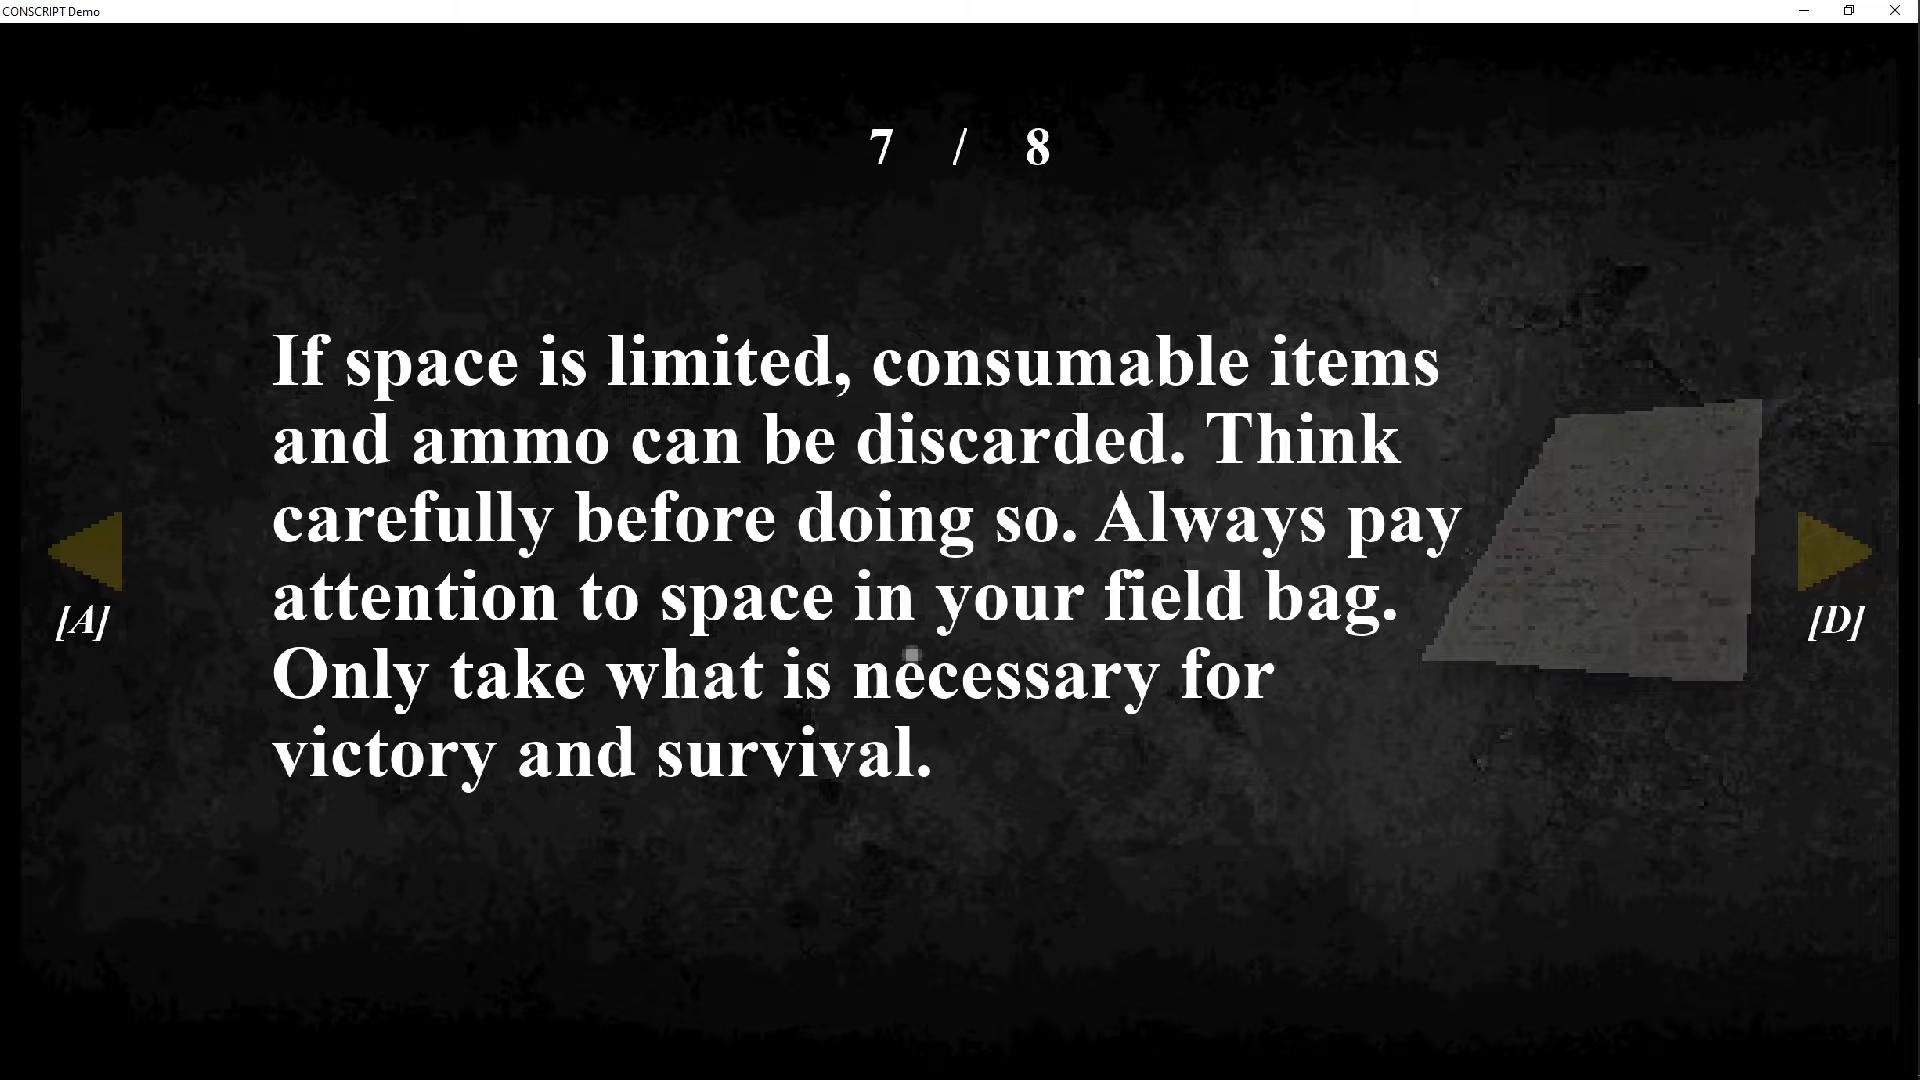 CONSCRIPT Demo
7 / 8
If space is limited, consumable items
and ammo can be discarded. Think
carefully before doing so. Always pay
attention to space in your field bag.
Only take what is necessary for
victory and survival.
[A]
[D]